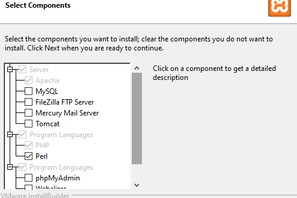 Select Components
Select the components you want to install; clear the components you do not want to
install. Click Next when you are ready to continue.
Server
Apache
MySQL
FileZilla FTP Server
Mercury Mail Server
Tomcat
Program Languages
PHP
Perl
Program Languages
phpMyAdmin
Webalizer
Click on a component to get a detailed
description
VMware InstallBuilder